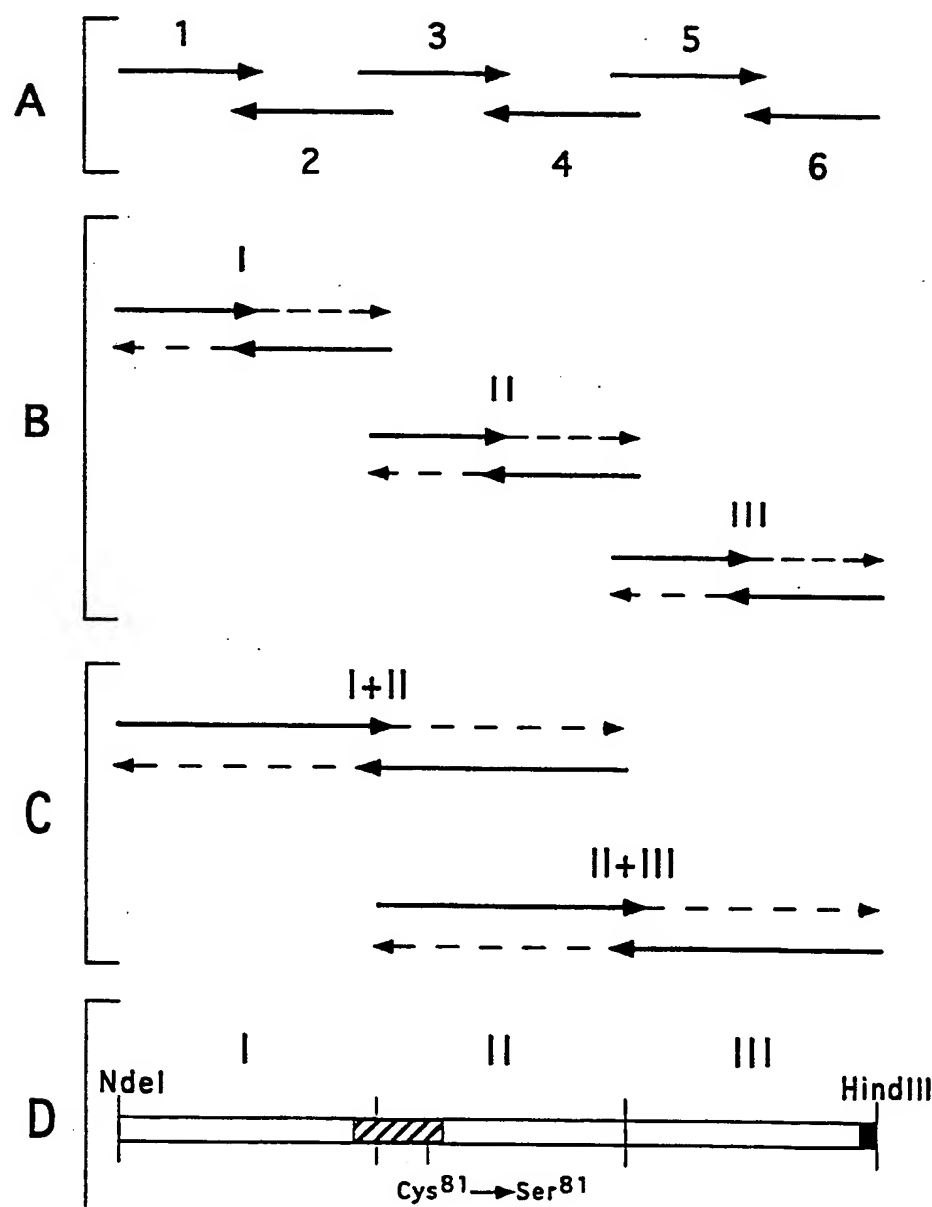 A
1 3 5
2 4 6
B
I
II
III
C
I+II
II+III
D
I II III
NdeI HindIII
Cys81→Ser81